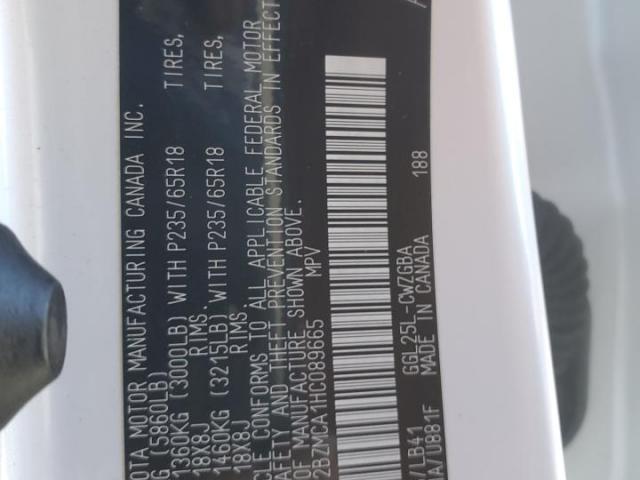 OTA MOTOR MANUFACTURING CANADA INC.
G (5860LB)
1360KG (3000LB) WITH P235/65R18 TIRES,
18X8J RIMS.
1460KG (3215LB) WITH P235/65R18 TIRES,
18X8J RIMS.
CLE CONFORMS TO ALL APPLICABLE FEDERAL MOTOR
AFETY AND THEFT PREVENTION STANDARDS IN EFFECT
OF MANUFACTURE SHOWN ABOVE.
2BZMCA1HC089665 MPV
/LB41 GGL25L-CWZGBA 188
A/0881F MADE IN CANADA